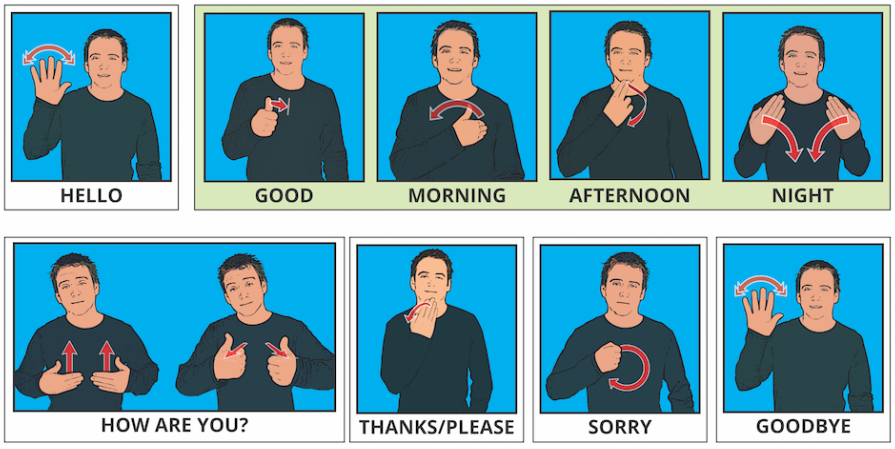 HELLO
GOOD
MORNING
AFTERNOON
NIGHT
HOW ARE YOU?
THANKS/PLEASE
SORRY
GOODBYE